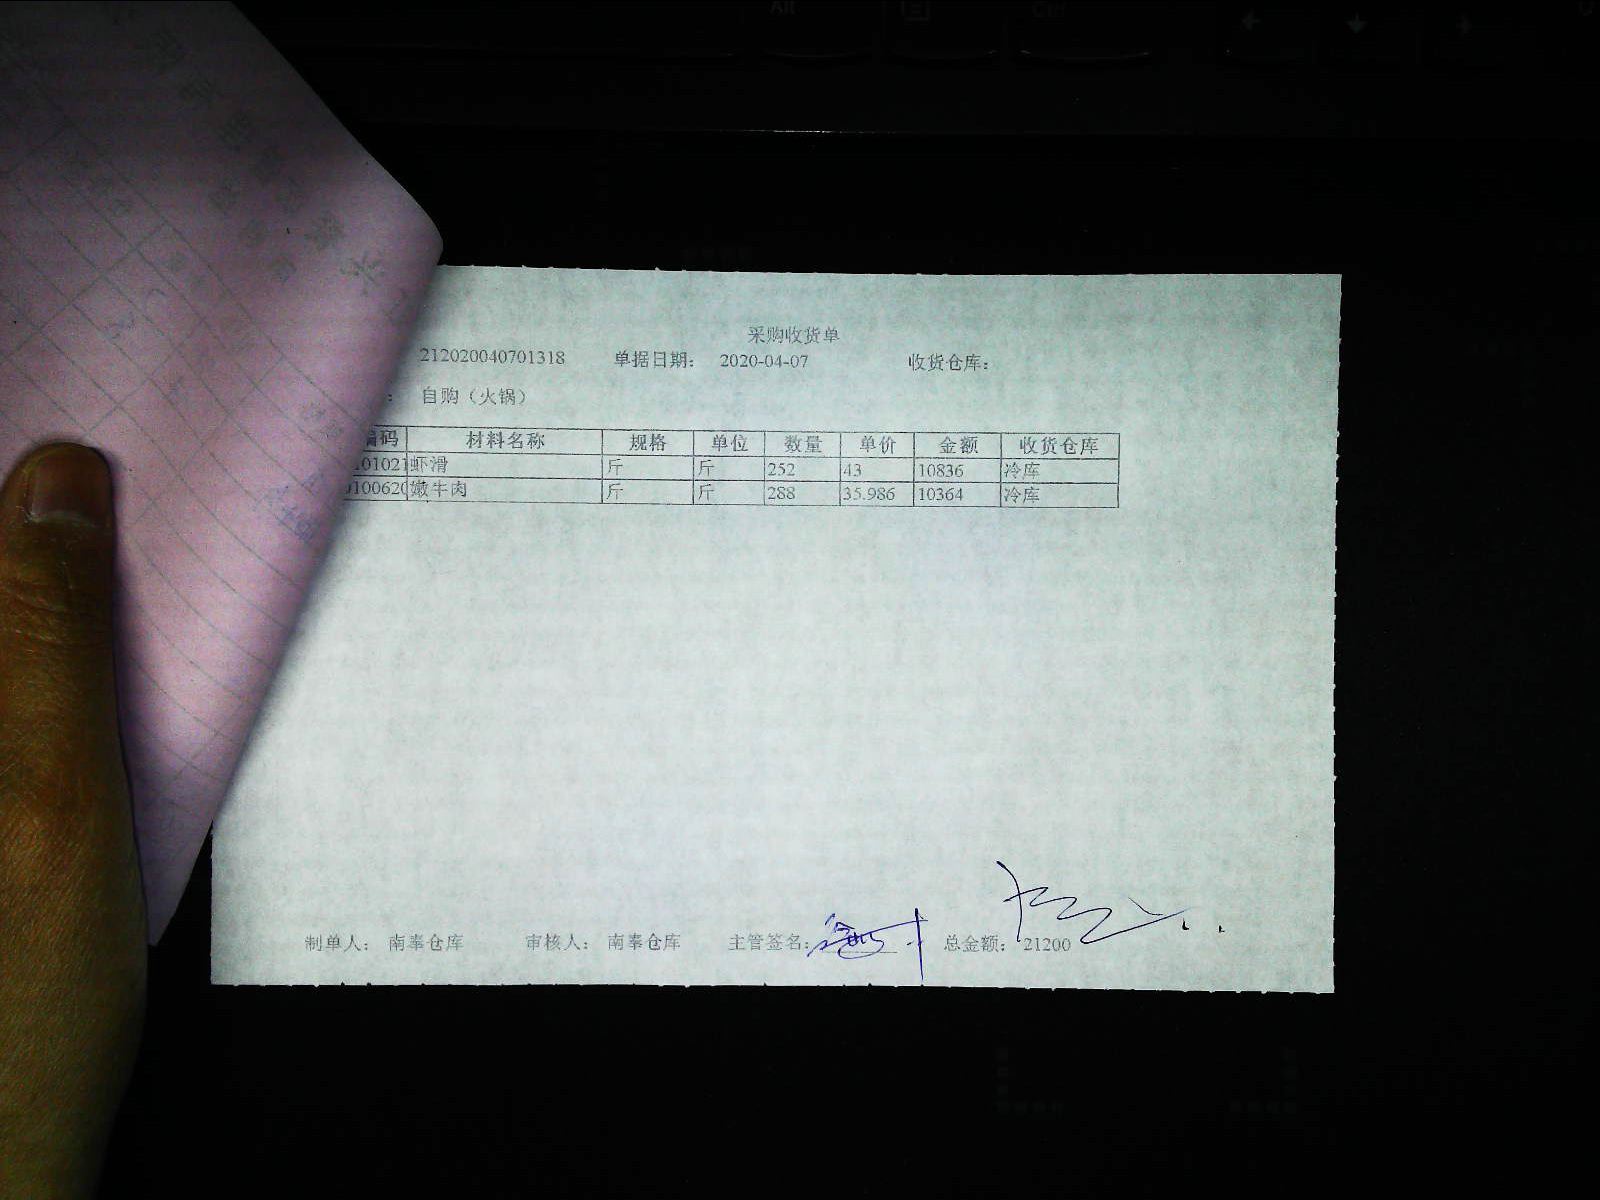 采购收货单
212020040701318 单据日期： 2020-04-07 收货仓库：
： 自购（火锅）
编码 材料名称 规格 单位 数量 单价 金额 收货仓库
01021 虾滑 斤 斤 252 43 10836 冷库
100620 嫩牛肉 斤 斤 288 35.986 10364 冷库
制单人： 南奉仓库 审核人： 南奉仓库 主管签名： 总金额： 21200